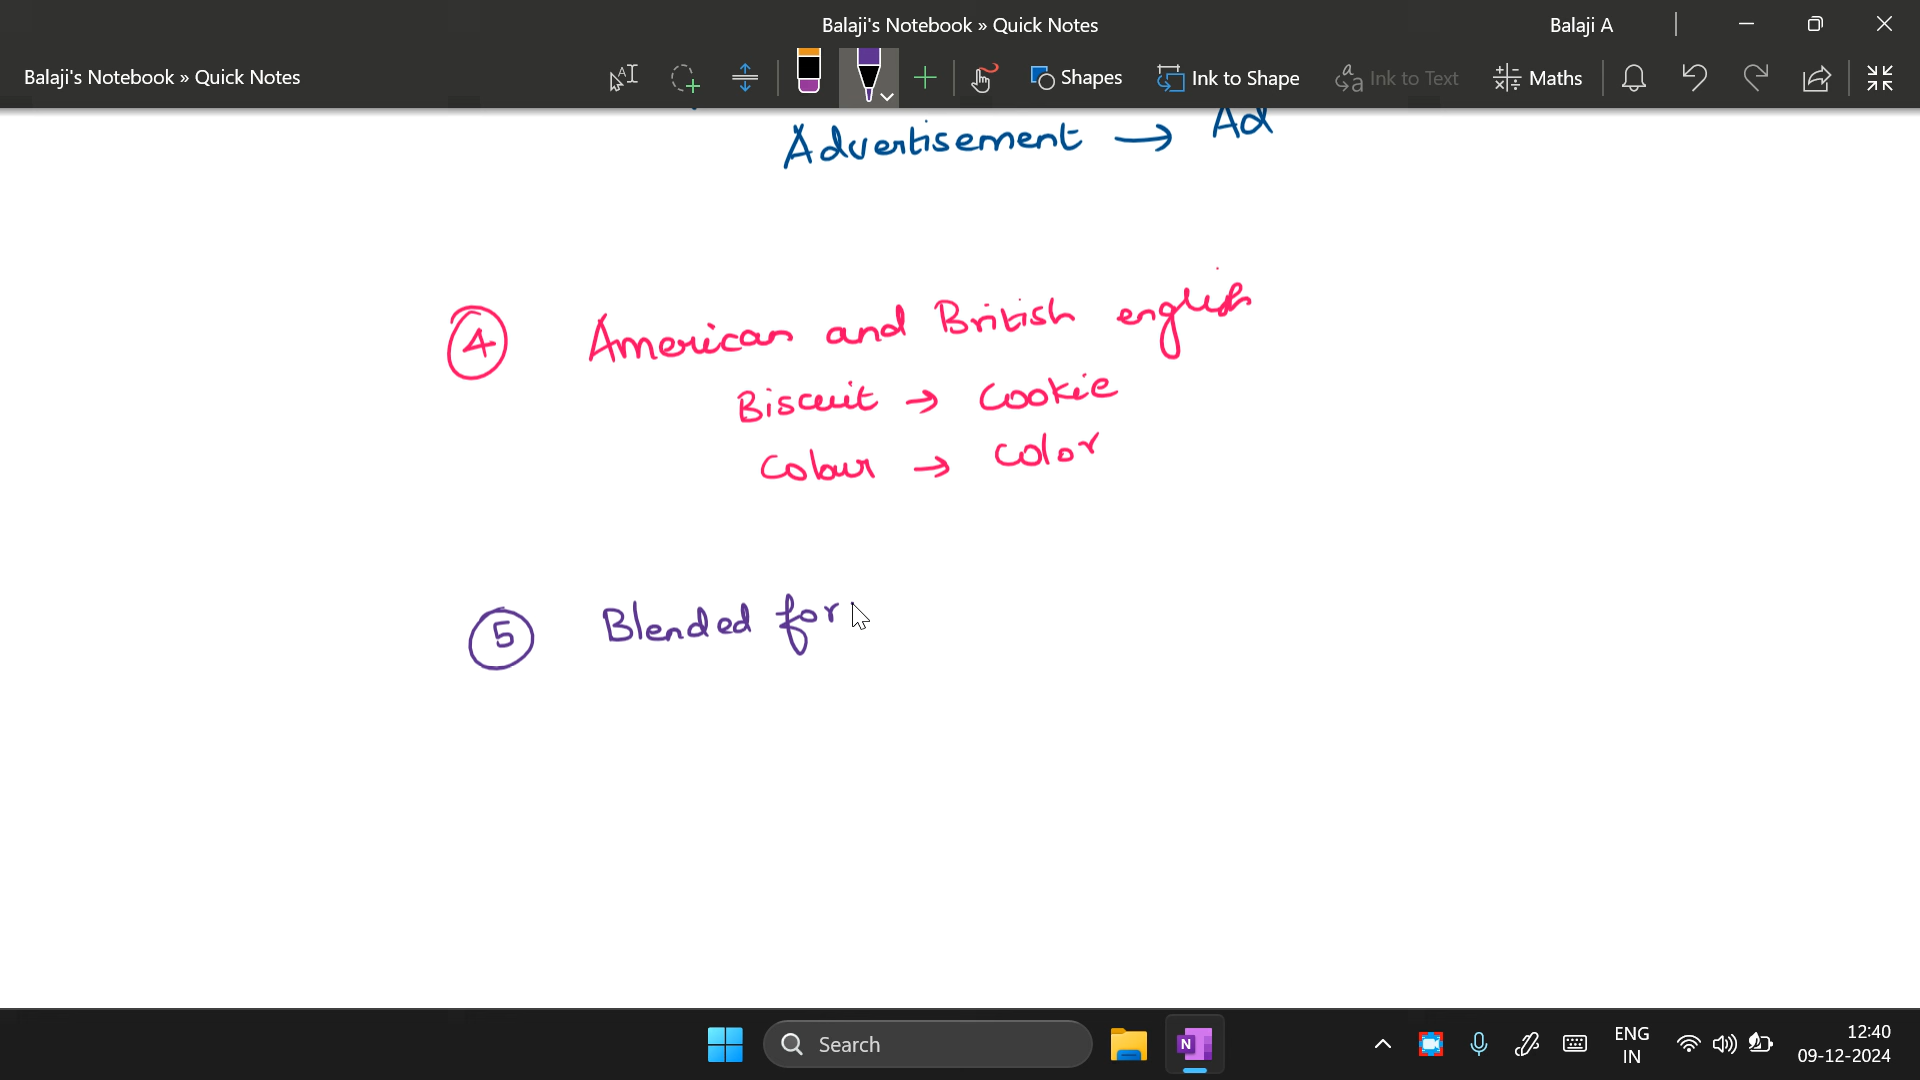 Balaji's Notebook » Quick Notes
Balaji A
Balaji's Notebook » Quick Notes
Shapes
Ink to Shape
Ink to Text
Maths
Advertisement → Ad
4 American and British english
Biscuit → Cookie
Colour → Color
5 Blended for
Search
ENG
IN
12:40
09-12-2024